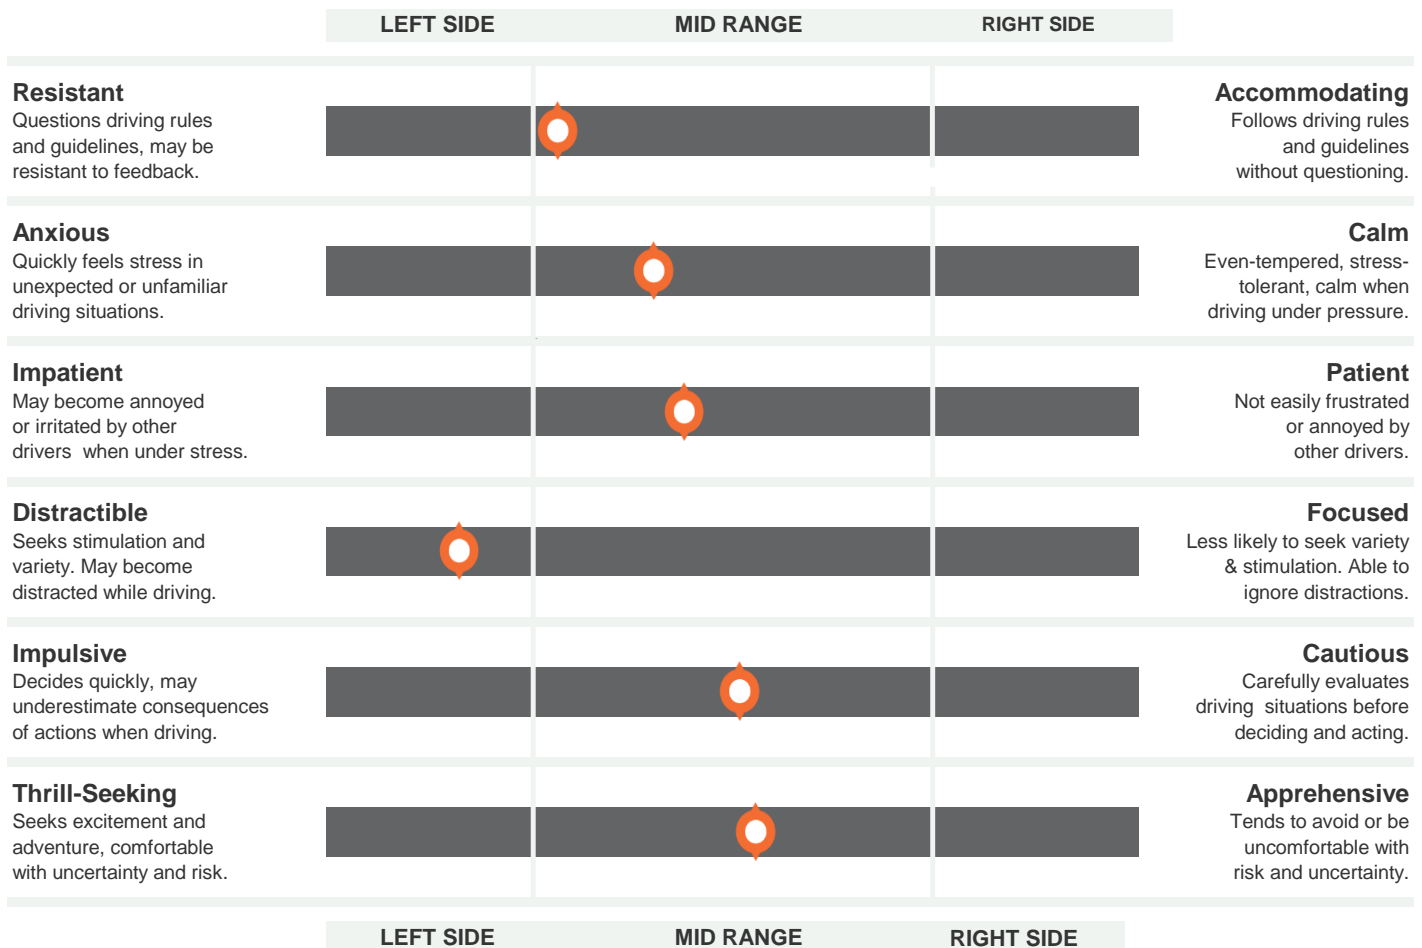 LEFT SIDE MID RANGE RIGHT SIDE
Resistant
Questions driving rules
and guidelines, may be
resistant to feedback.
Accommodating
Follows driving rules
and guidelines
without questioning.
Anxious
Quickly feels stress in
unexpected or unfamiliar
driving situations.
Calm
Even-tempered, stress-
tolerant, calm when
driving under pressure.
Impatient
May become annoyed
or irritated by other
drivers when under stress.
Patient
Not easily frustrated
or annoyed by
other drivers.
Distractible
Seeks stimulation and
variety. May become
distracted while driving.
Focused
Less likely to seek variety
& stimulation. Able to
ignore distractions.
Impulsive
Decides quickly, may
underestimate consequences
of actions when driving.
Cautious
Carefully evaluates
driving situations before
deciding and acting.
Thrill-Seeking
Seeks excitement and
adventure, comfortable
with uncertainty and risk.
Apprehensive
Tends to avoid or be
uncomfortable with
risk and uncertainty.
LEFT SIDE MID RANGE RIGHT SIDE